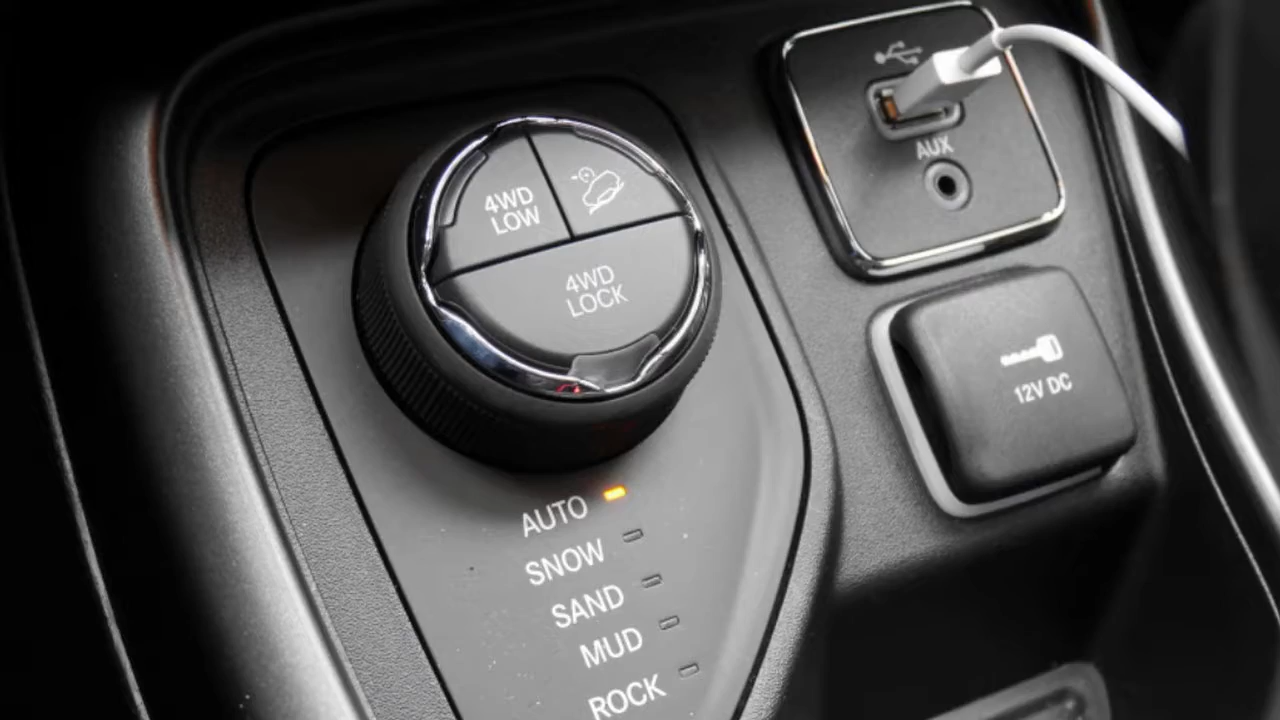 4WD
LOW
4WD
LOCK
AUTO
SNOW
SAND
MUD
ROCK
AUX
12V DC